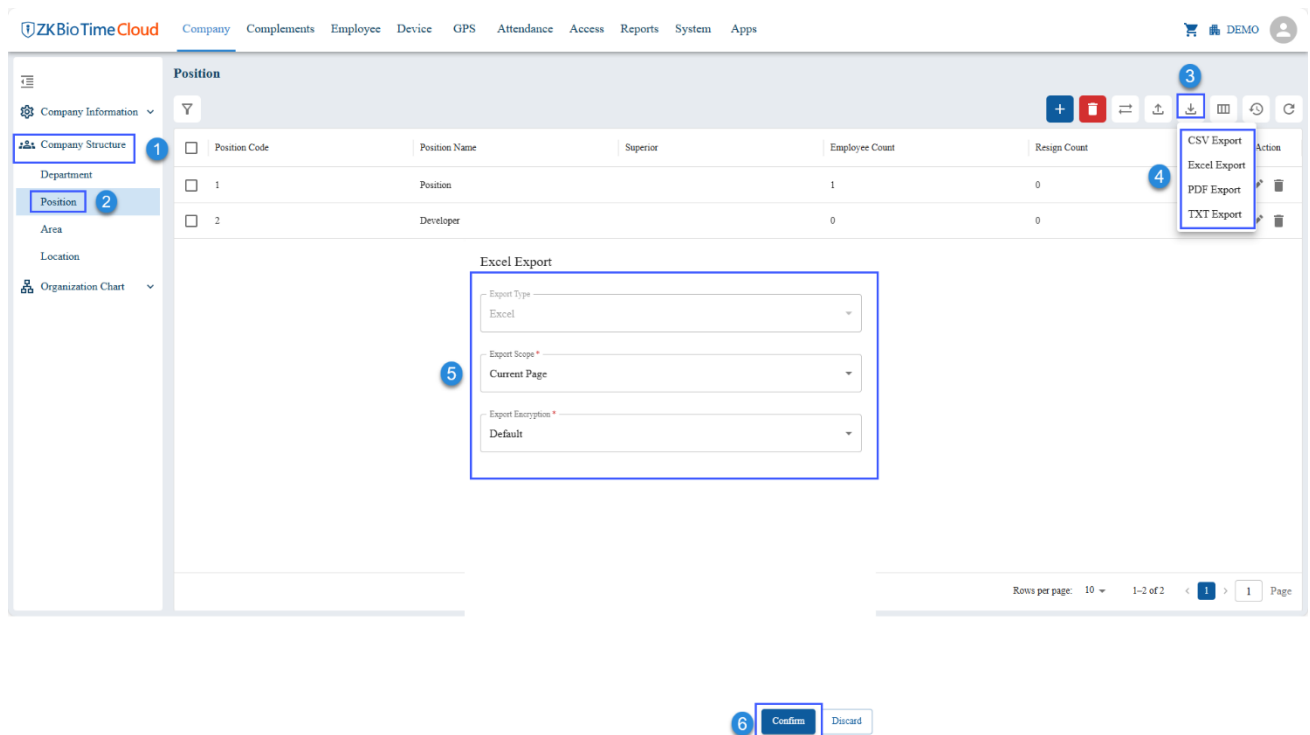 ZKBioTime Cloud Company Complements Employee Device GPS Attendance Access Reports System Apps DEMO
Position
3
Company Information
Company Structure
1
Department
Position
2
Area
Location
Organization Chart
Position Code Position Name Superior Employee Count Resign Count Action
1 Position 1 0
2 Developer 0 0
4
CSV Export
Excel Export
PDF Export
TXT Export
Excel Export
5
Export Type
Excel
Export Scope *
Current Page
Export Encryption *
Default
Rows per page: 10 1–2 of 2 < 1 > 1 Page
6
Confirm Discard